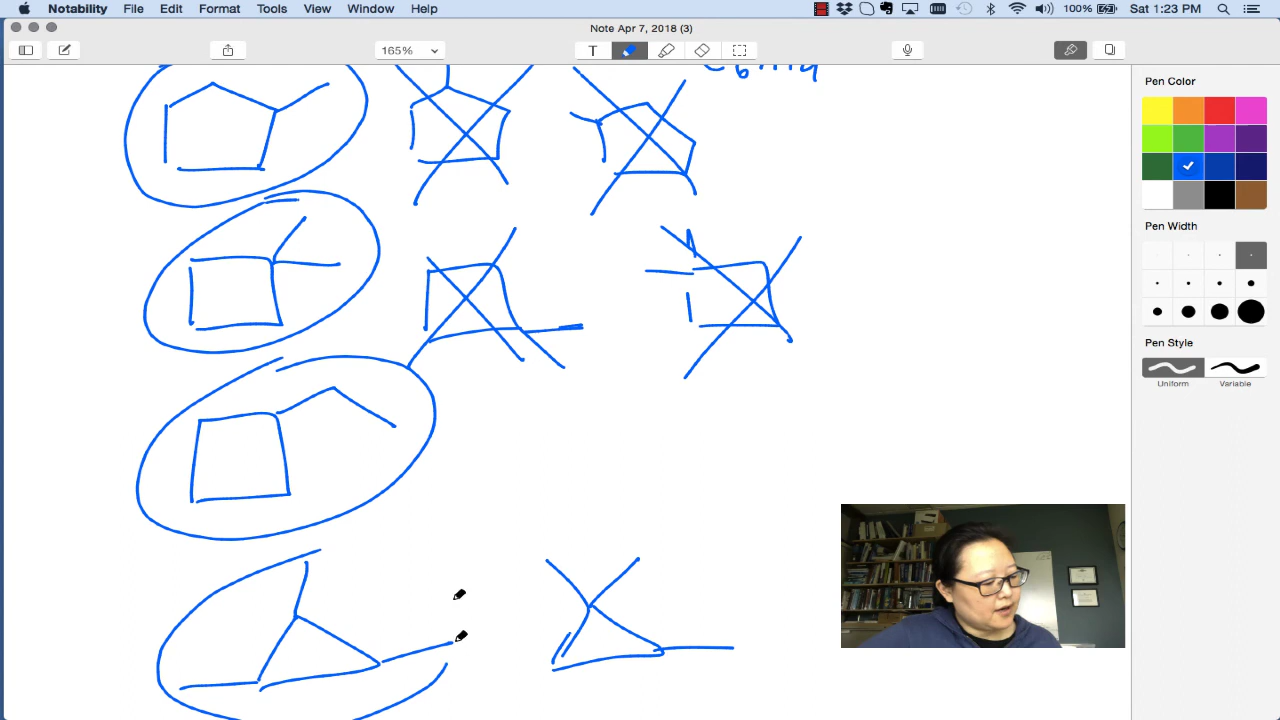 Notability File Edit Format Tools View Window Help 100% Sat 1:23 PM
Note Apr 7, 2018 (3)
165% T
Pen Color
Pen Width
Pen Style
Uniform Variable